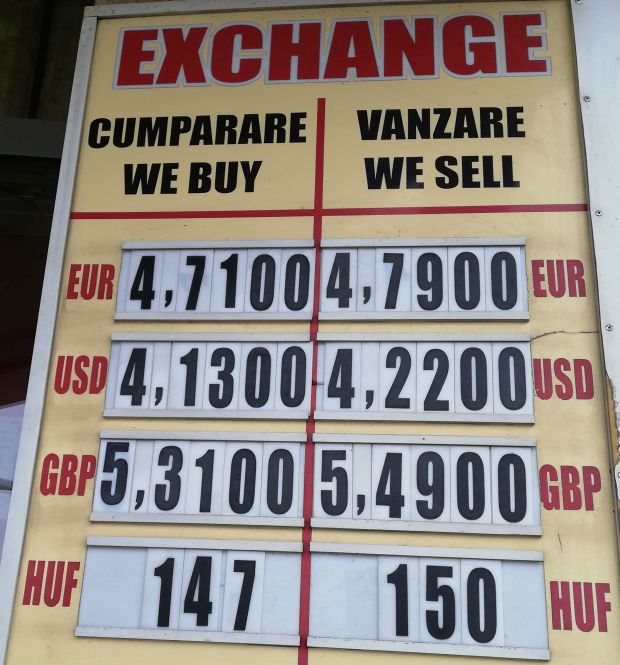 EXCHANGE
CUMPARARE VANZARE
WE BUY WE SELL
EUR 4,7100 4,7900 EUR
USD 4,1300 4,2200 USD
GBP 5,3100 5,4900 GBP
HUF 147 150 HUF